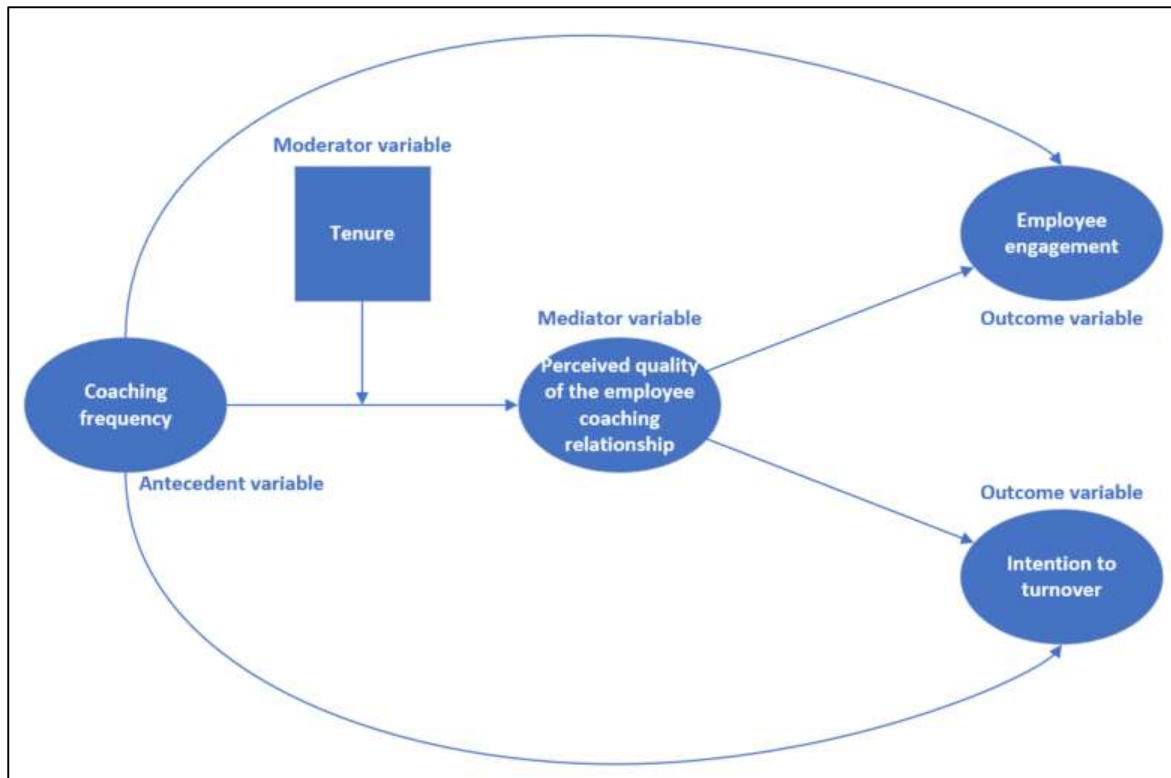 Moderator variable
Tenure
Employee
engagement
Mediator variable
Outcome variable
Perceived quality
of the employee
coaching
relationship
Coaching
frequency
Antecedent variable
Outcome variable
Intention to
turnover